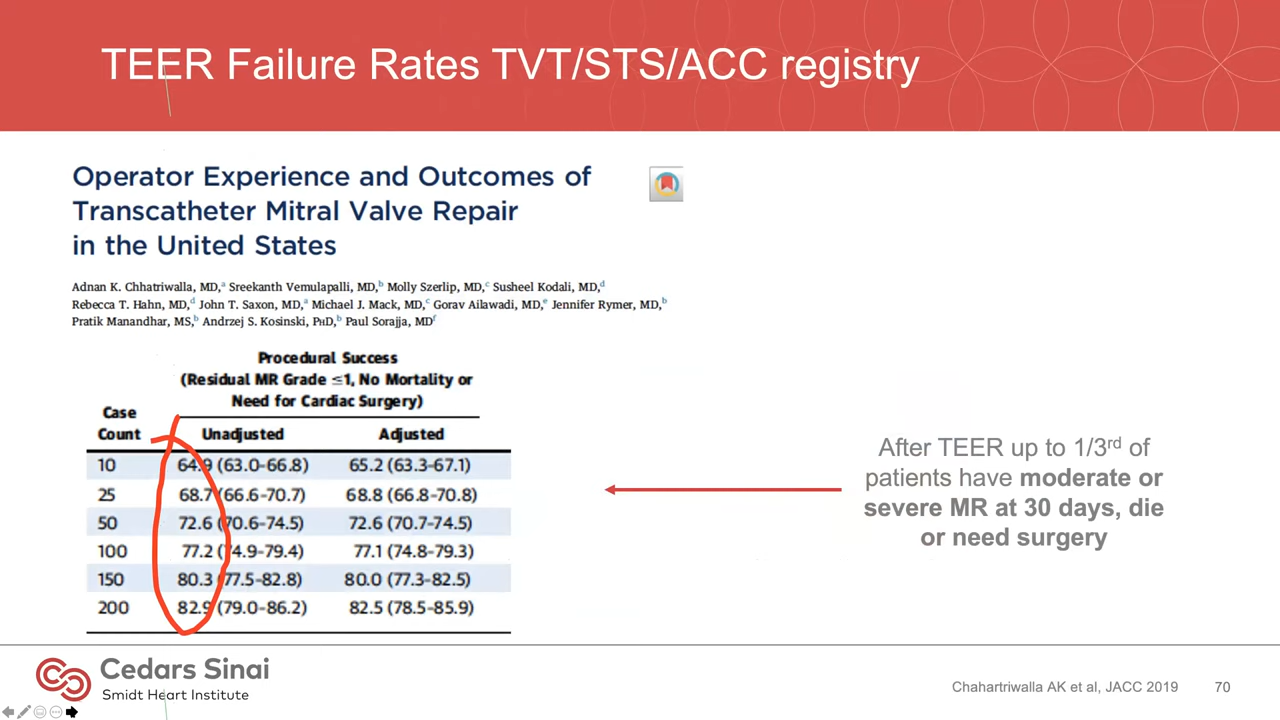 TEER Failure Rates TVT/STS/ACC registry
Operator Experience and Outcomes of
Transcatheter Mitral Valve Repair
in the United States
Adnan K. Chhatriwalla, MD,a Sreekanth Vemulapalli, MD,b Molly Szerlip, MD,c Susheel Kodali, MD,d
Rebecca T. Hahn, MD,d John T. Saxon, MD,a Michael J. Mack, MD,c Gorav Ailawadi, MD,e Jennifer Rymer, MD,b
Pratik Manandhar, MS,b Andrzej S. Kosinski, PHD,b Paul Sorajja, MDf
Procedural Success
(Residual MR Grade ≤1, No Mortality or
Need for Cardiac Surgery)
Case
Count Unadjusted Adjusted
10 64.9 (63.0–66.8) 65.2 (63.3–67.1)
25 68.7 (66.6–70.7) 68.8 (66.8–70.8)
50 72.6 (70.6–74.5) 72.6 (70.7–74.5)
100 77.2 (74.9–79.4) 77.1 (74.8–79.3)
150 80.3 (77.5–82.8) 80.0 (77.3–82.5)
200 82.9 (79.0–86.2) 82.5 (78.5–85.9)
After TEER up to 1/3rd of
patients have moderate or
severe MR at 30 days, die
or need surgery
Cedars Sinai
Smidt Heart Institute
Chahartriwalla AK et al, JACC 2019 70